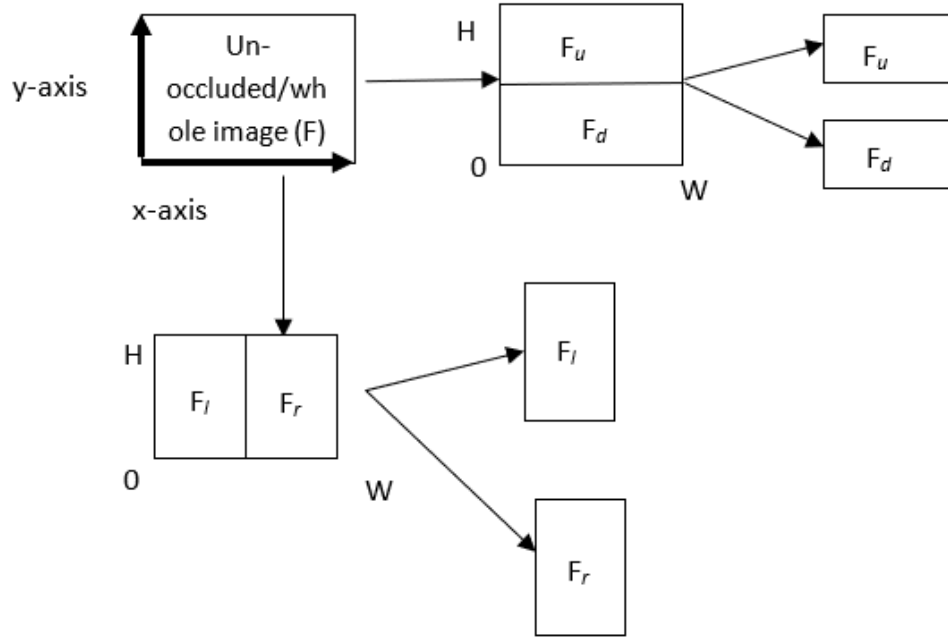 Un-
occluded/wh
ole image (F)
y-axis
x-axis
H
F_u
F_d
0
W
F_u
F_d
H
F_l
F_r
0
W
F_l
F_r